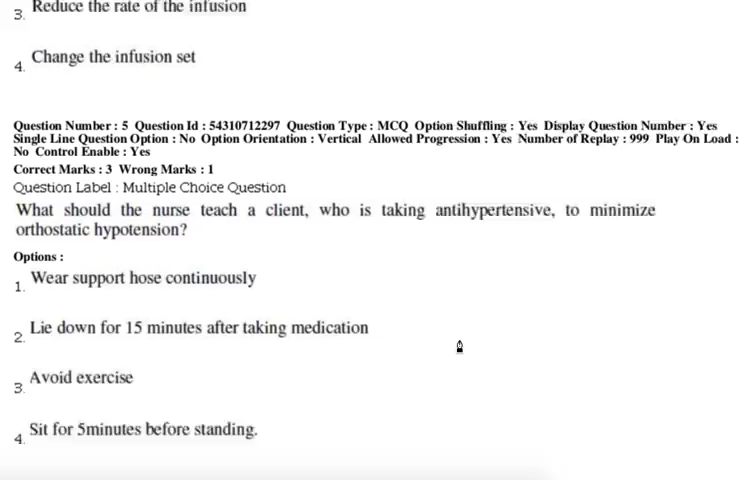 3. Reduce the rate of the infusion
4. Change the infusion set
Question Number : 5 Question Id : 54310712297 Question Type : MCQ Option Shuffling : Yes Display Question Number : Yes
Single Line Question Option : No Option Orientation : Vertical Allowed Progression : Yes Number of Replay : 999 Play On Load :
No Control Enable : Yes
Correct Marks : 3 Wrong Marks : 1
Question Label : Multiple Choice Question
What should the nurse teach a client, who is taking antihypertensive, to minimize
orthostatic hypotension?
Options :
1. Wear support hose continuously
2. Lie down for 15 minutes after taking medication
3. Avoid exercise
4. Sit for 5minutes before standing.